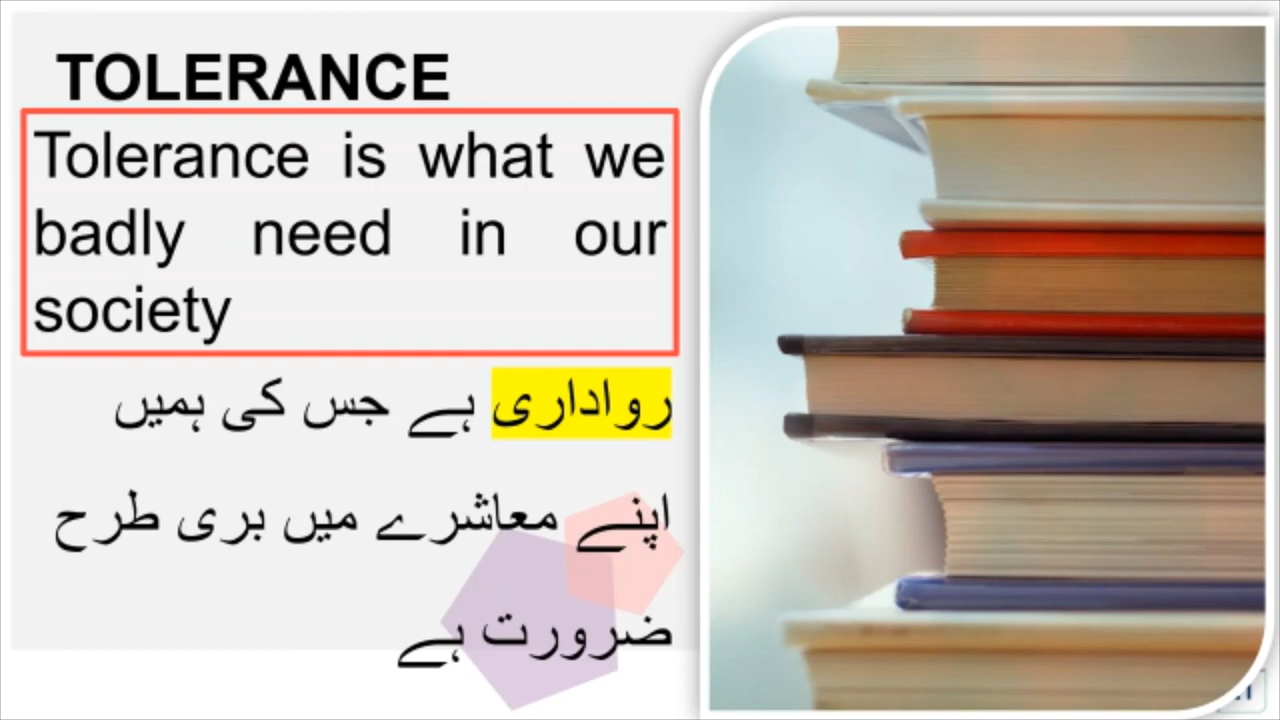 TOLERANCE
Tolerance is what we
badly need in our
society
رواداری ہے جس کی ہمیں
اپنے معاشرے میں بری طرح
ضرورت ہے